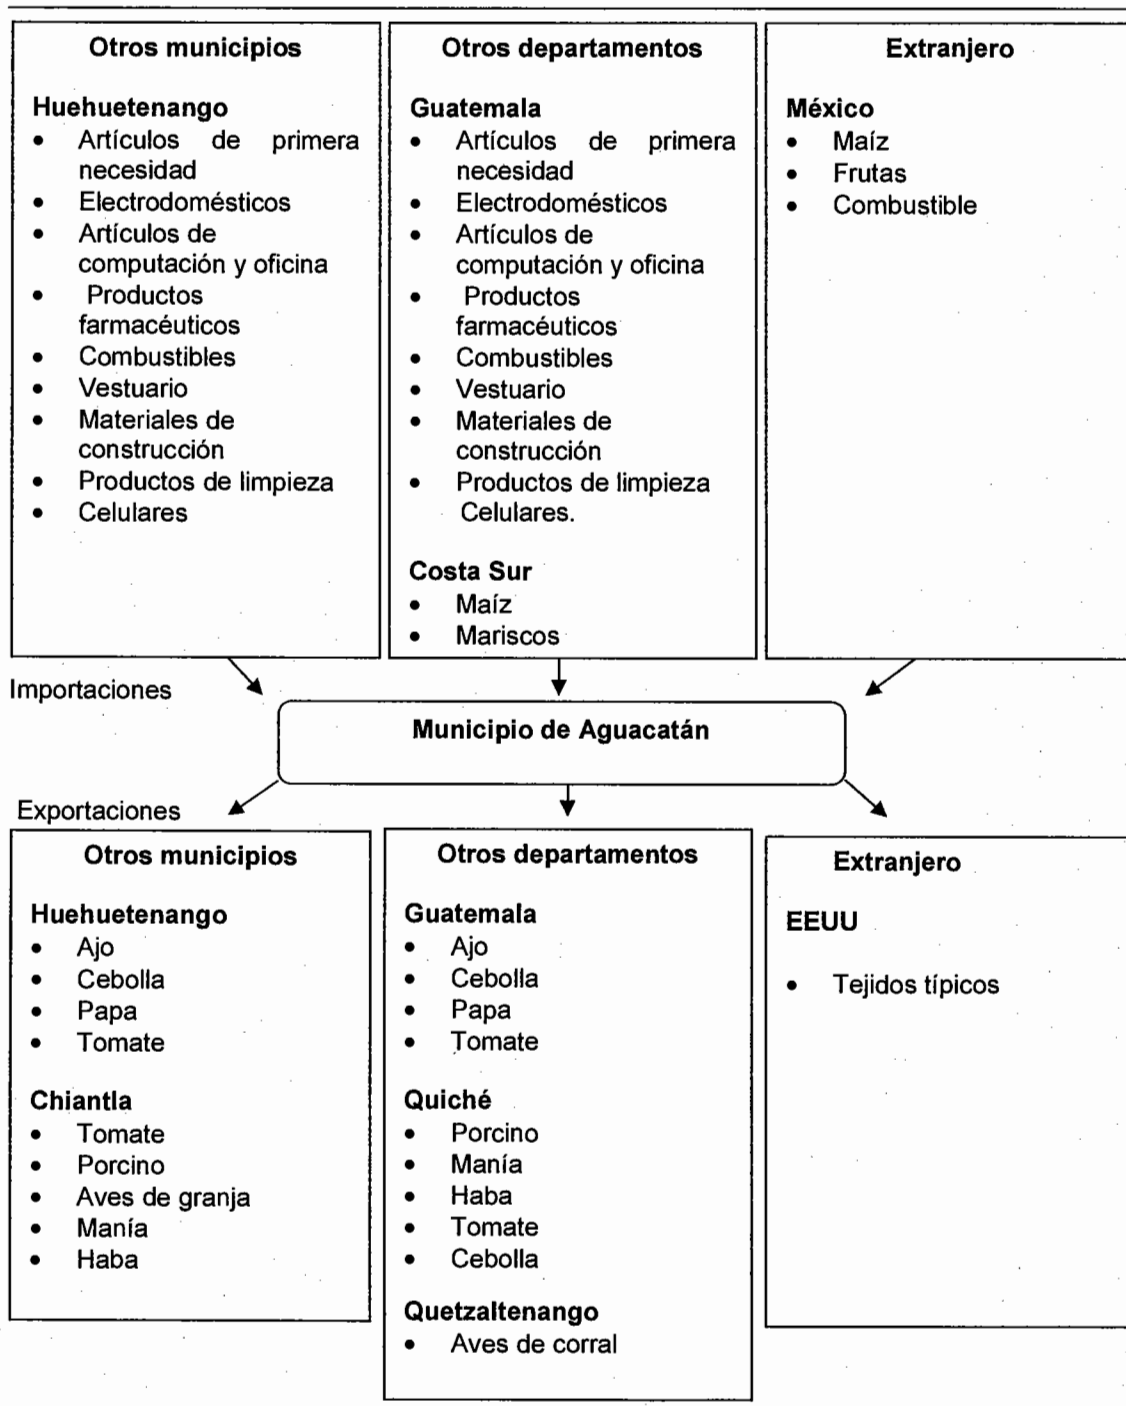 Otros municipios
Huehuetenango
• Artículos de primera
necesidad
• Electrodomésticos
• Artículos de
computación y oficina
• Productos
farmacéuticos
• Combustibles
• Vestuario
• Materiales de
construcción
• Productos de limpieza
• Celulares
Otros departamentos
Guatemala
• Artículos de primera
necesidad
• Electrodomésticos
• Artículos de
computación y oficina
• Productos
farmacéuticos
• Combustibles
• Vestuario
• Materiales de
construcción
• Productos de limpieza
Celulares.
Costa Sur
• Maíz
• Mariscos
Extranjero
México
• Maíz
• Frutas
• Combustible
Importaciones
Municipio de Aguacatán
Exportaciones
Otros municipios
Huehuetenango
• Ajo
• Cebolla
• Papa
• Tomate
Chiantla
• Tomate
• Porcino
• Aves de granja
• Manía
• Haba
Otros departamentos
Guatemala
• Ajo
• Cebolla
• Papa
• Tomate
Quiché
• Porcino
• Manía
• Haba
• Tomate
• Cebolla
Quetzaltenango
• Aves de corral
Extranjero
EEUU
• Tejidos típicos